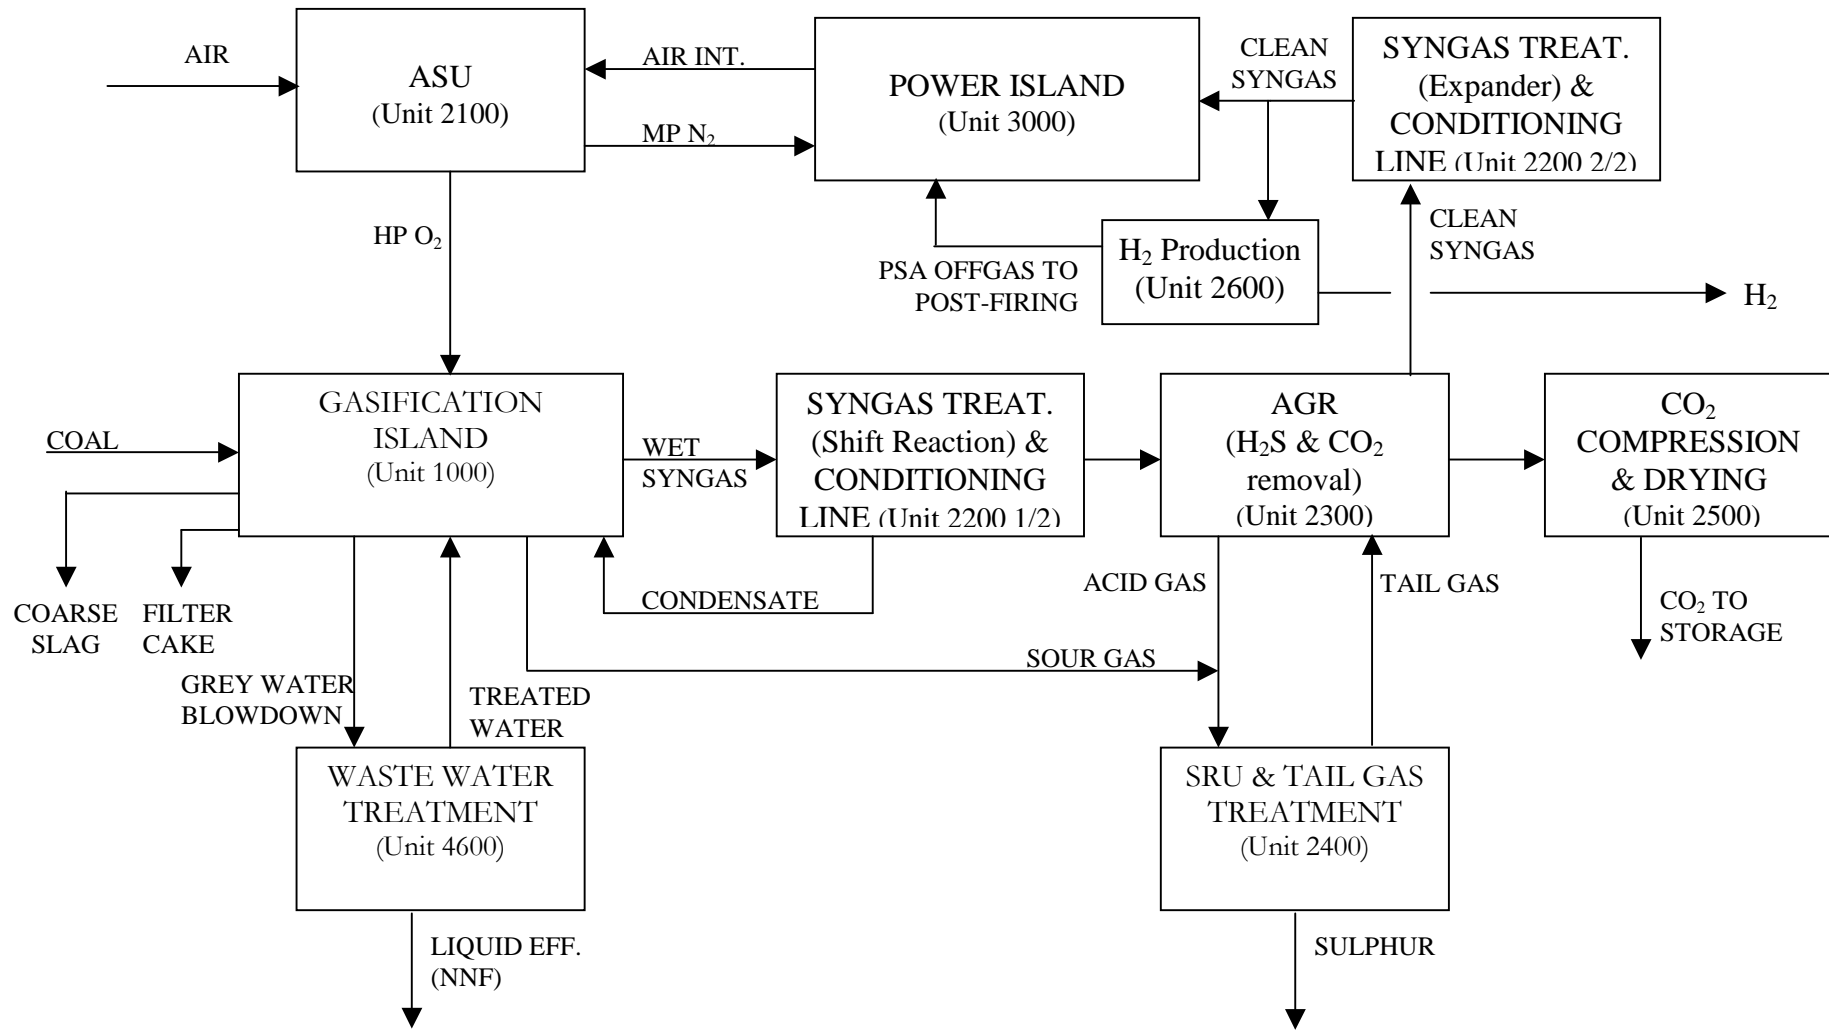 AIR
ASU
(Unit 2100)
AIR INT.
MP N₂
POWER ISLAND
(Unit 3000)
CLEAN
SYNGAS
SYNGAS TREAT.
(Expander) &
CONDITIONING
LINE (Unit 2200 2/2)
HP O₂
PSA OFFGAS TO
POST-FIRING
H₂ Production
(Unit 2600)
CLEAN
SYNGAS
H₂
COAL
GASIFICATION
ISLAND
(Unit 1000)
WET
SYNGAS
SYNGAS TREAT.
(Shift Reaction) &
CONDITIONING
LINE (Unit 2200 1/2)
AGR
(H₂S & CO₂
removal)
(Unit 2300)
CO₂
COMPRESSION
& DRYING
(Unit 2500)
COARSE
SLAG
FILTER
CAKE
CONDENSATE
ACID GAS
TAIL GAS
CO₂ TO
STORAGE
SOUR GAS
GREY WATER
BLOWDOWN
TREATED
WATER
WASTE WATER
TREATMENT
(Unit 4600)
SRU & TAIL GAS
TREATMENT
(Unit 2400)
LIQUID EFF.
(NNF)
SULPHUR